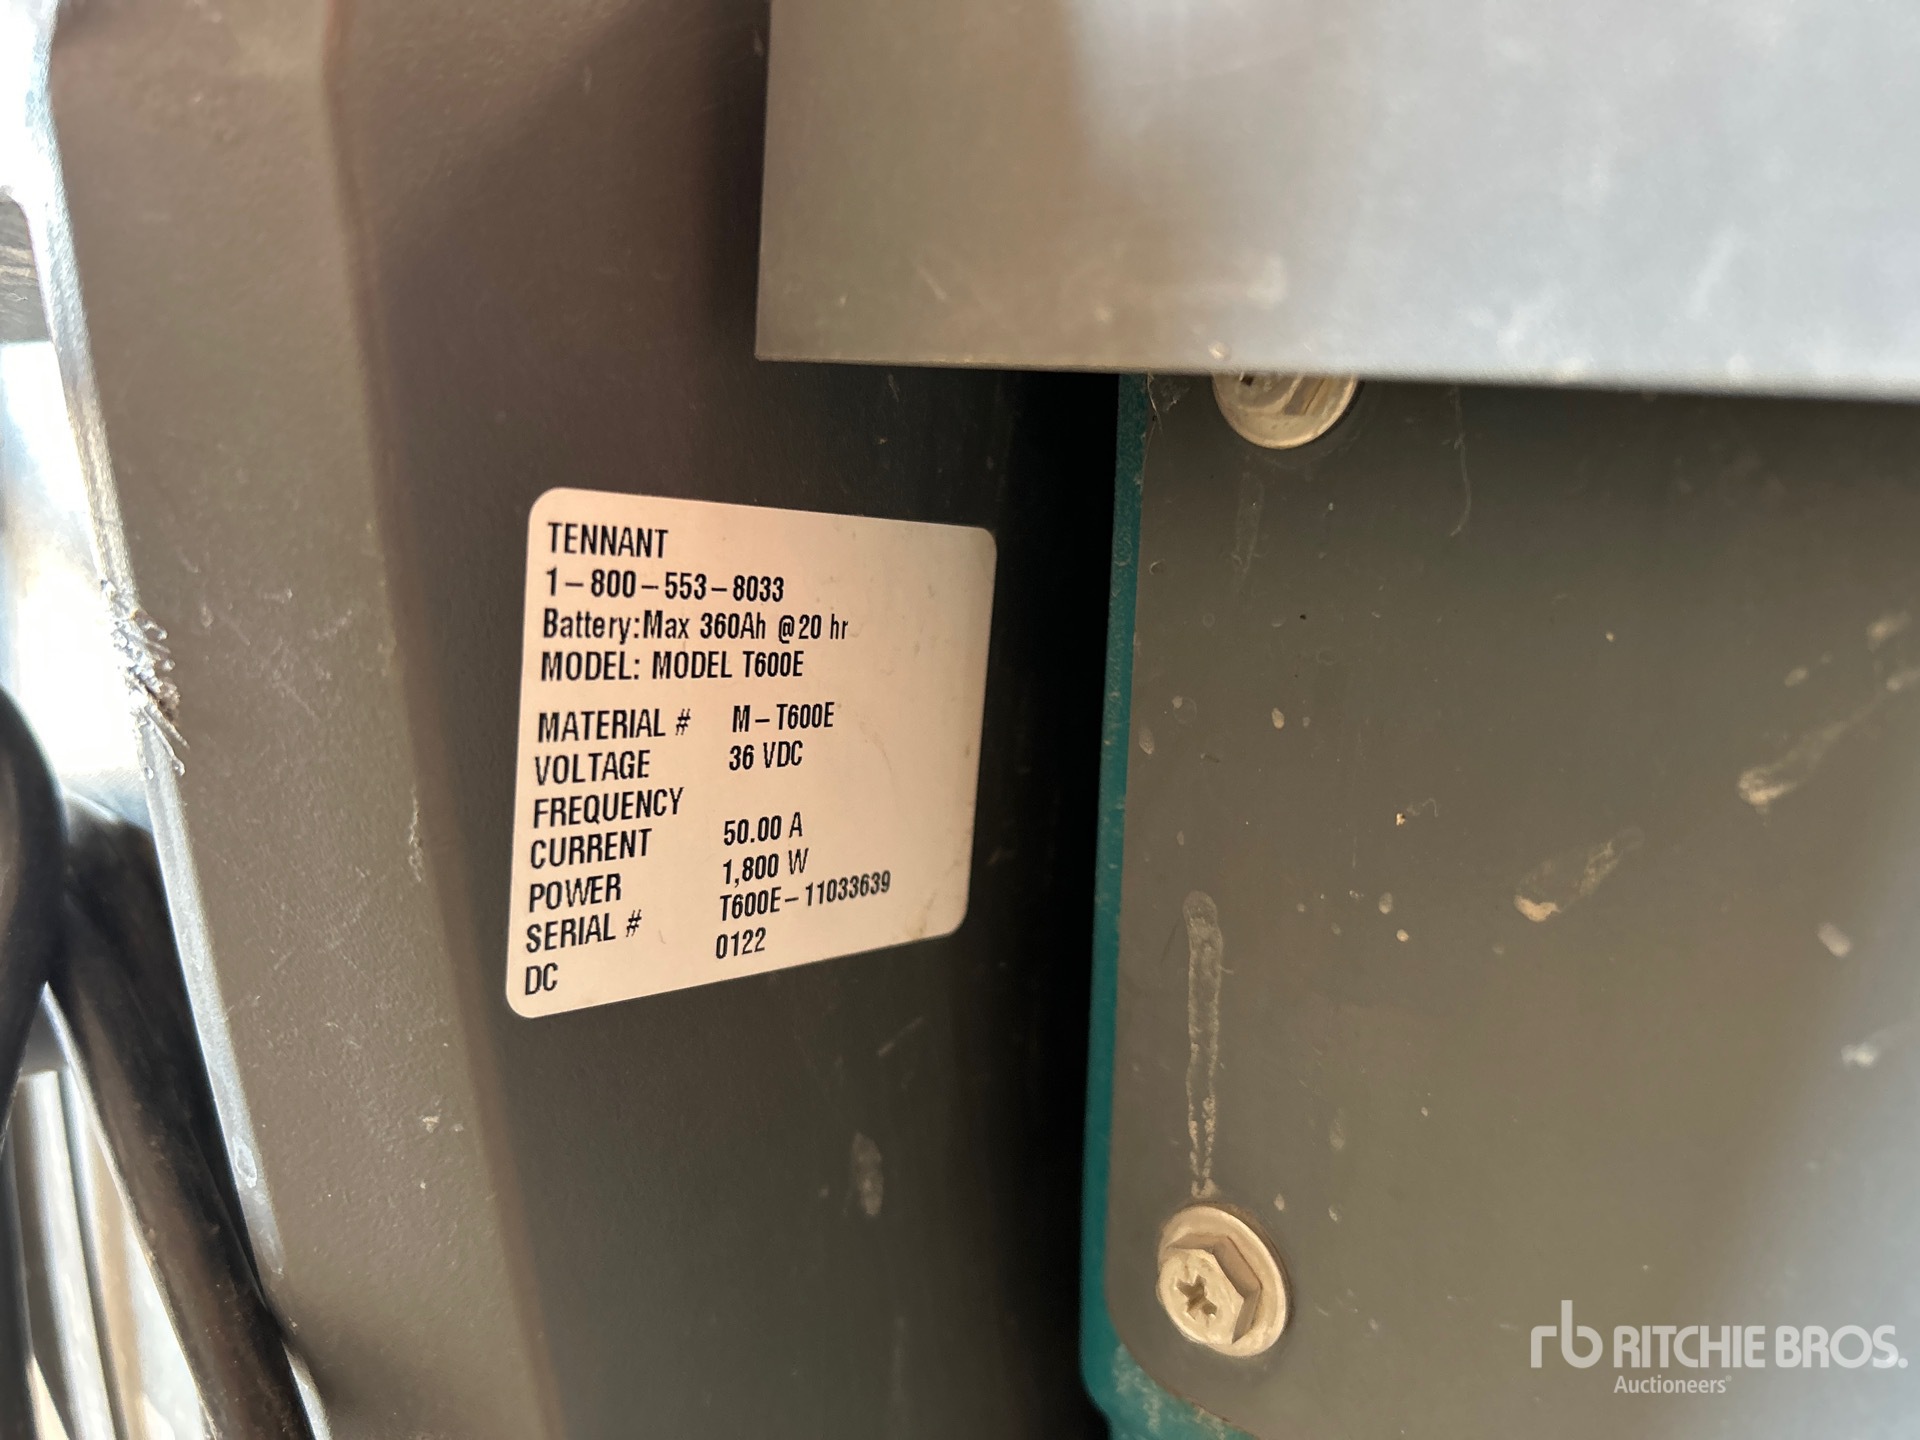 TENNANT
1-800-553-8033
Battery:Max 360Ah @20 hr
MODEL: MODEL T600E
MATERIAL # M-T600E
VOLTAGE 36 VDC
FREQUENCY
CURRENT 50.00 A
POWER 1,800 W
SERIAL # T600E-11033639
DC 0122
rb RITCHIE BROS.
Auctioneers